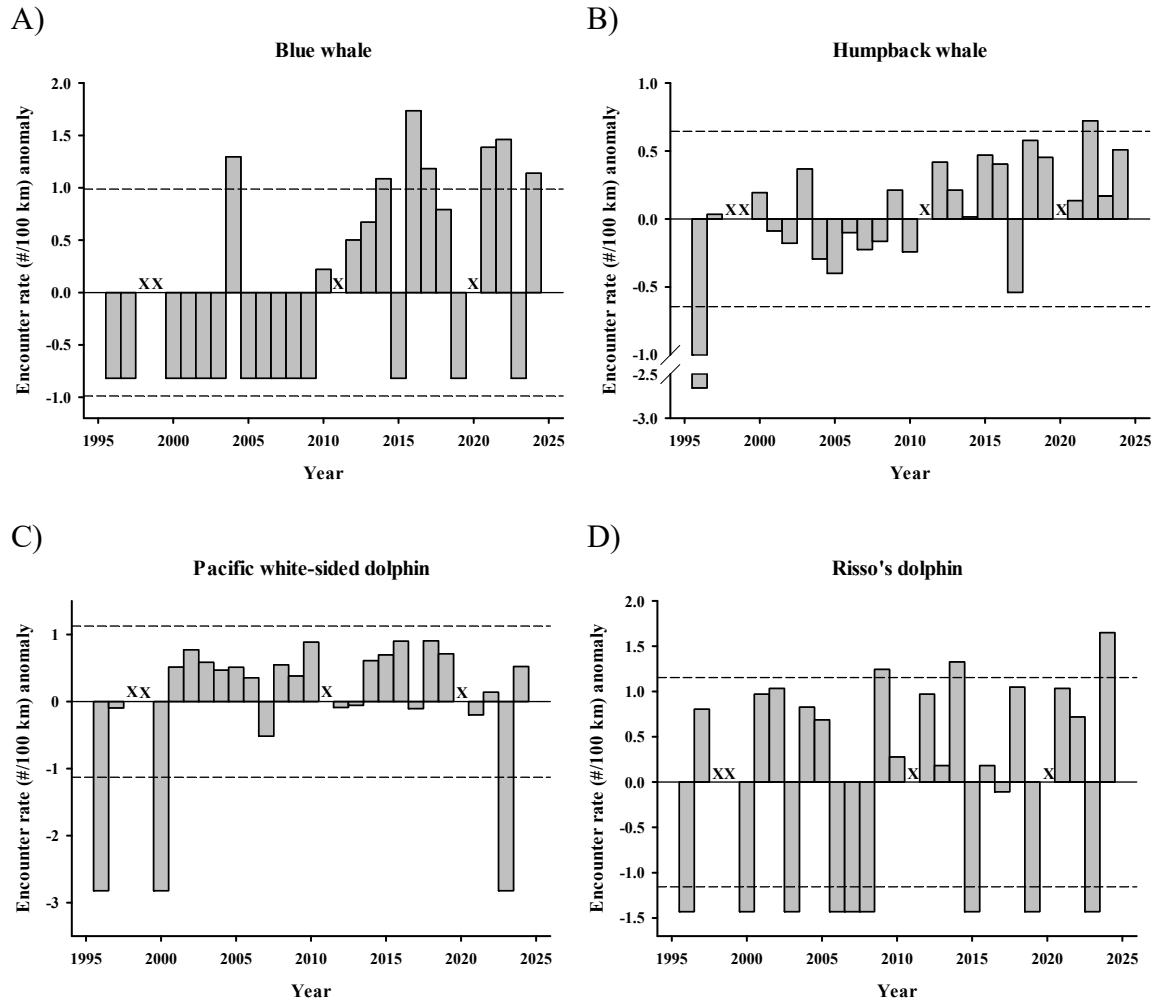 A)
Blue whale
Encounter rate (#/100 km) anomaly
2.0
1.5
1.0
0.5
0.0
-0.5
-1.0
X X X X
1995 2000 2005 2010 2015 2020 2025
Year
B)
Humpback whale
Encounter rate (#/100 km) anomaly
1.0
0.5
0.0
-0.5
-1.0
-2.5
-3.0
X X X X
1995 2000 2005 2010 2015 2020 2025
Year
C)
Pacific white-sided dolphin
Encounter rate (#/100 km) anomaly
1
0
-1
-2
-3
X X X X
1995 2000 2005 2010 2015 2020 2025
Year
D)
Risso's dolphin
Encounter rate (#/100 km) anomaly
2.0
1.5
1.0
0.5
0.0
-0.5
-1.0
-1.5
X X X X
1995 2000 2005 2010 2015 2020 2025
Year